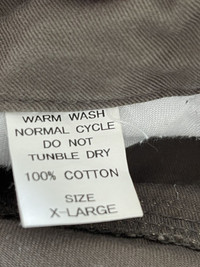 WARM WASH
NORMAL CYCLE
DO NOT
TUNBLE DRY
100% COTTON
SIZE
X-LARGE